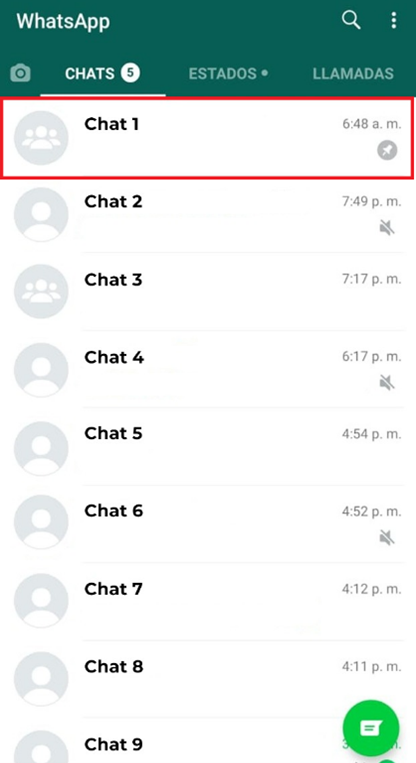 WhatsApp
CHATS 5 ESTADOS • LLAMADAS
Chat 1 6:48 a. m.
Chat 2 7:49 p. m.
Chat 3 7:17 p. m.
Chat 4 6:17 p. m.
Chat 5 4:54 p. m.
Chat 6 4:52 p. m.
Chat 7 4:12 p. m.
Chat 8 4:11 p. m.
Chat 9